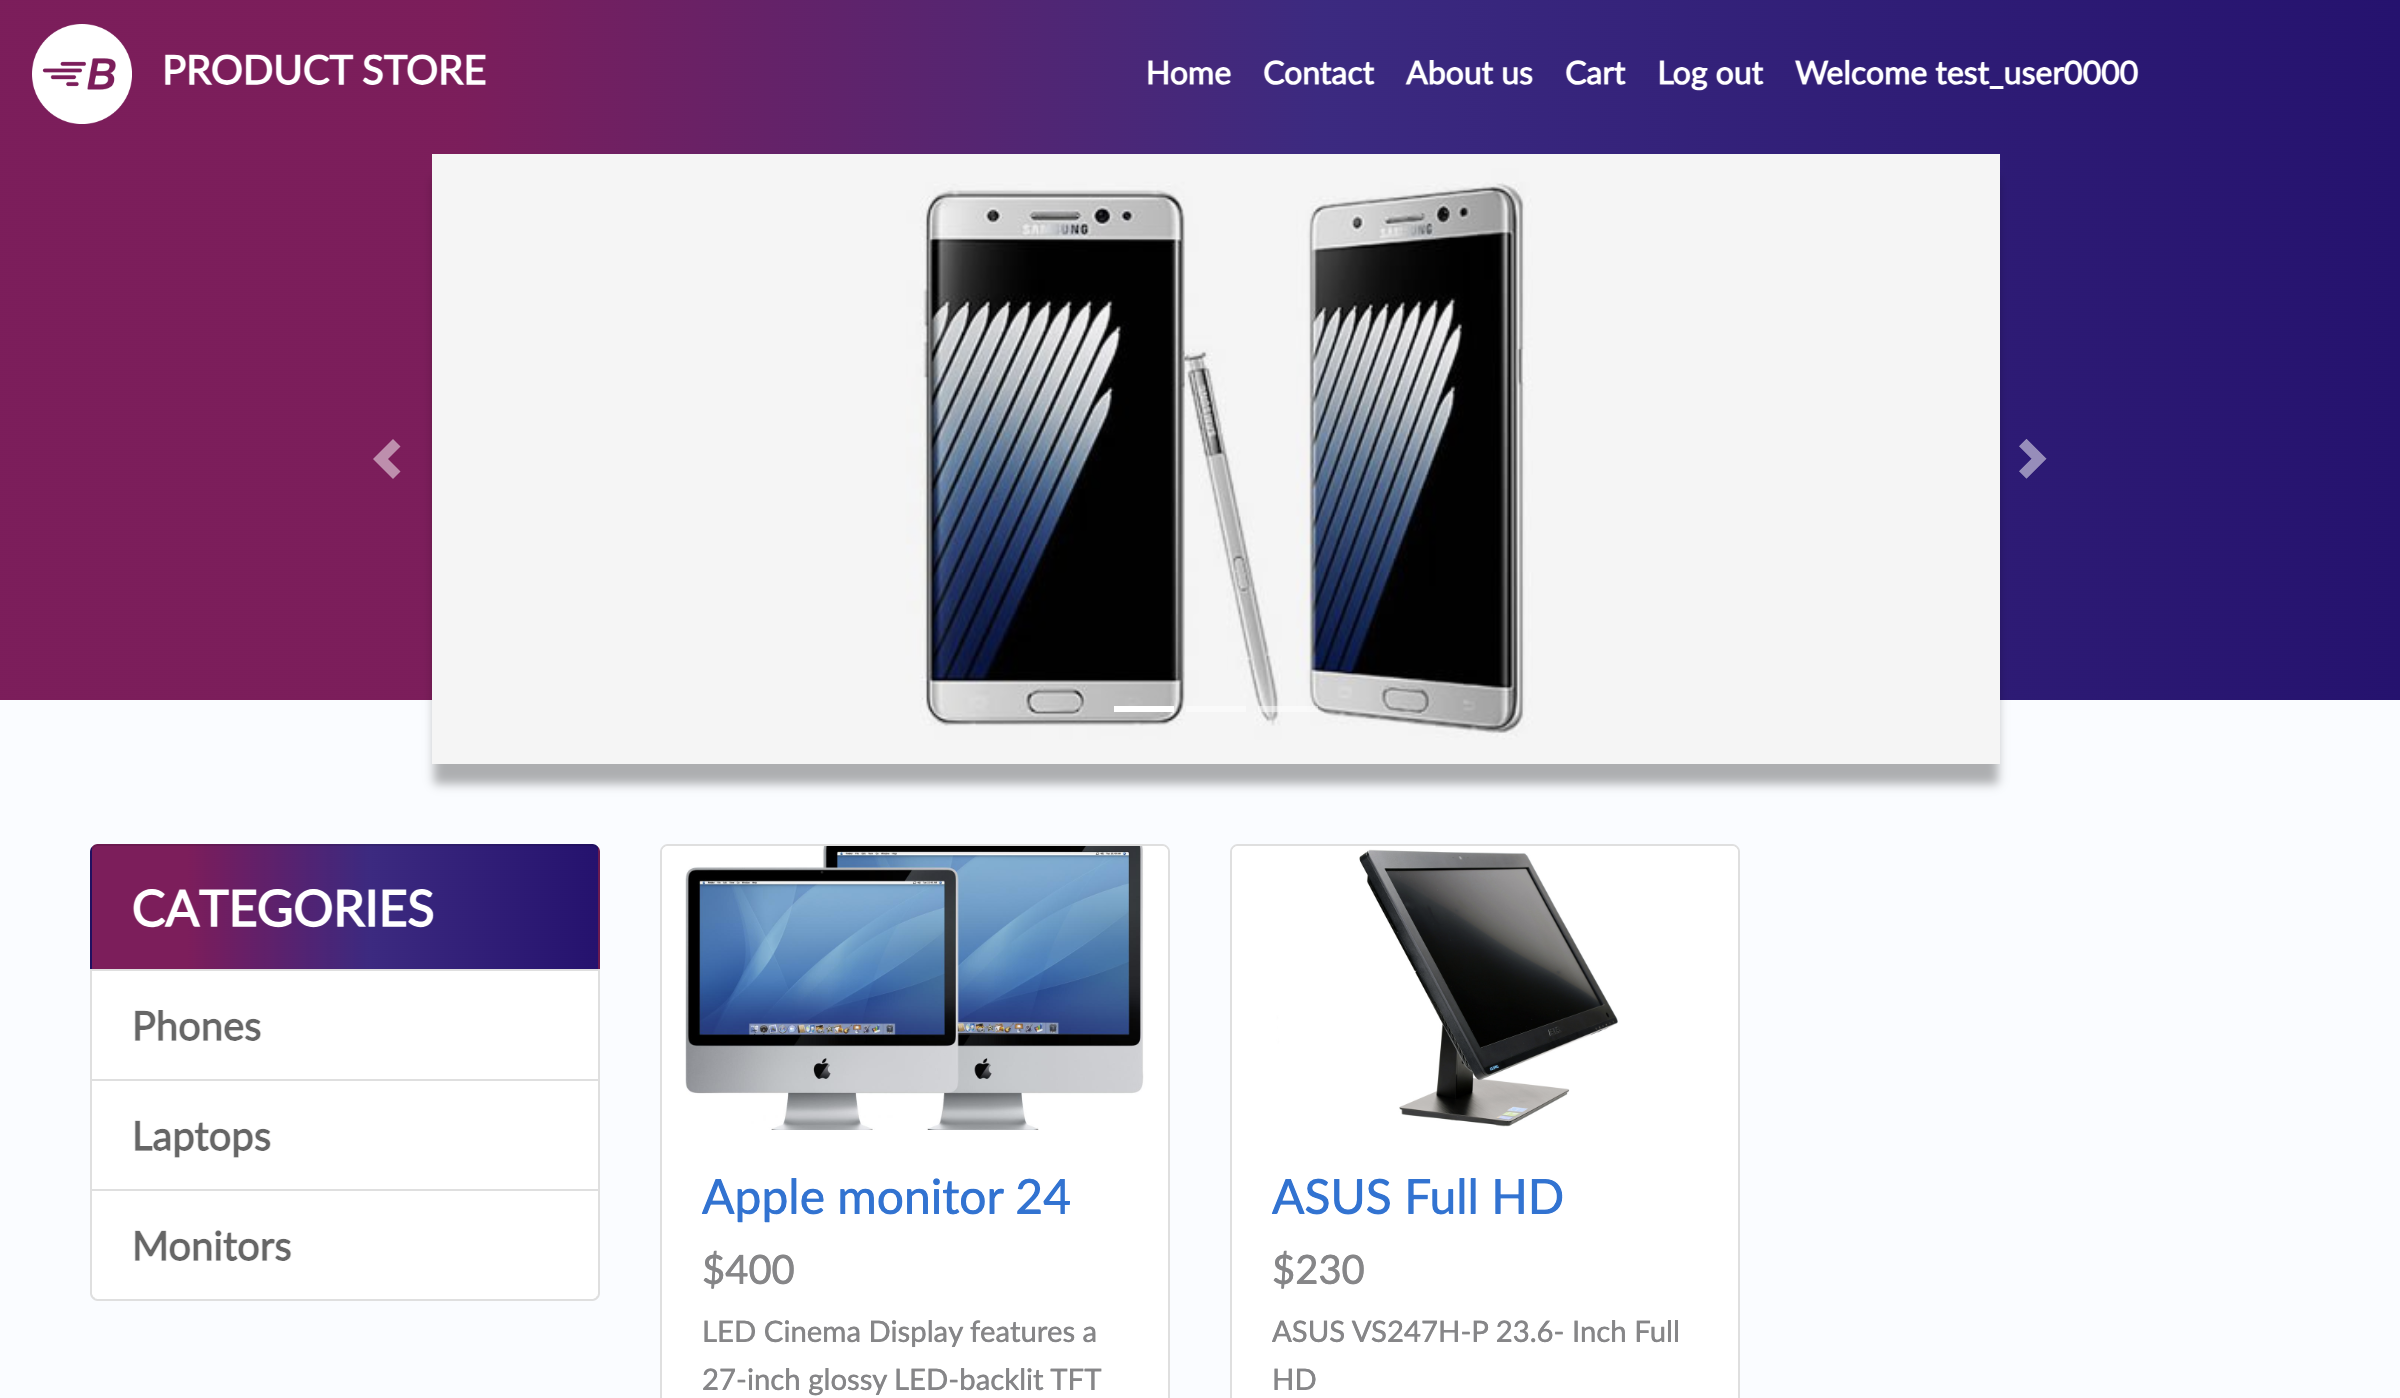 B PRODUCT STORE
Home Contact About us Cart Log out Welcome test_user0000
SAMSUNG SAMSUNG
CATEGORIES
Phones
Laptops
Monitors
Apple monitor 24
$400
LED Cinema Display features a
27-inch glossy LED-backlit TFT
ASUS Full HD
$230
ASUS VS247H-P 23.6- Inch Full
HD